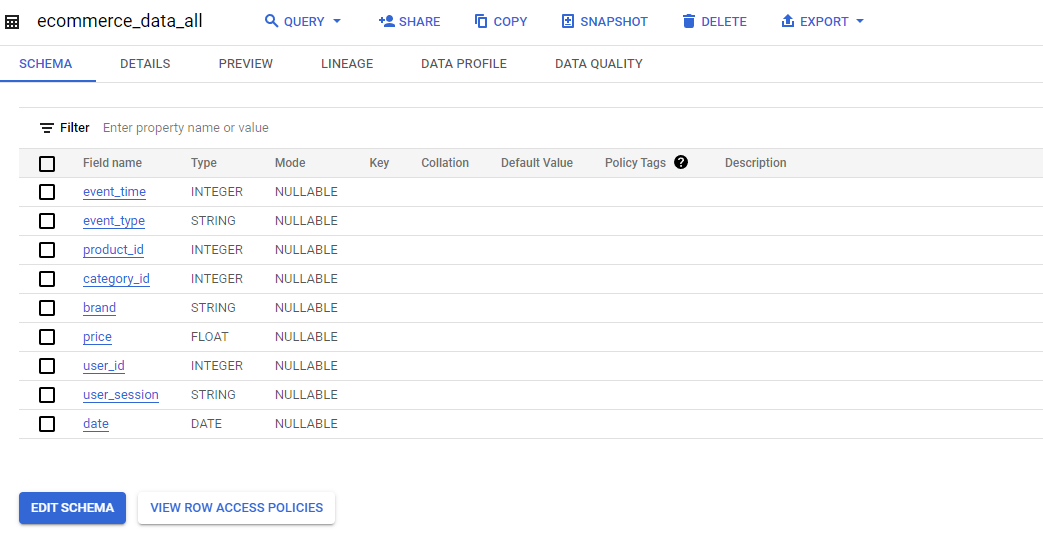 ecommerce_data_all QUERY SHARE COPY SNAPSHOT DELETE EXPORT
SCHEMA DETAILS PREVIEW LINEAGE DATA PROFILE DATA QUALITY
Filter Enter property name or value
Field name Type Mode Key Collation Default Value Policy Tags ? Description
event_time INTEGER NULLABLE
event_type STRING NULLABLE
product_id INTEGER NULLABLE
category_id INTEGER NULLABLE
brand STRING NULLABLE
price FLOAT NULLABLE
user_id INTEGER NULLABLE
user_session STRING NULLABLE
date DATE NULLABLE
EDIT SCHEMA VIEW ROW ACCESS POLICIES